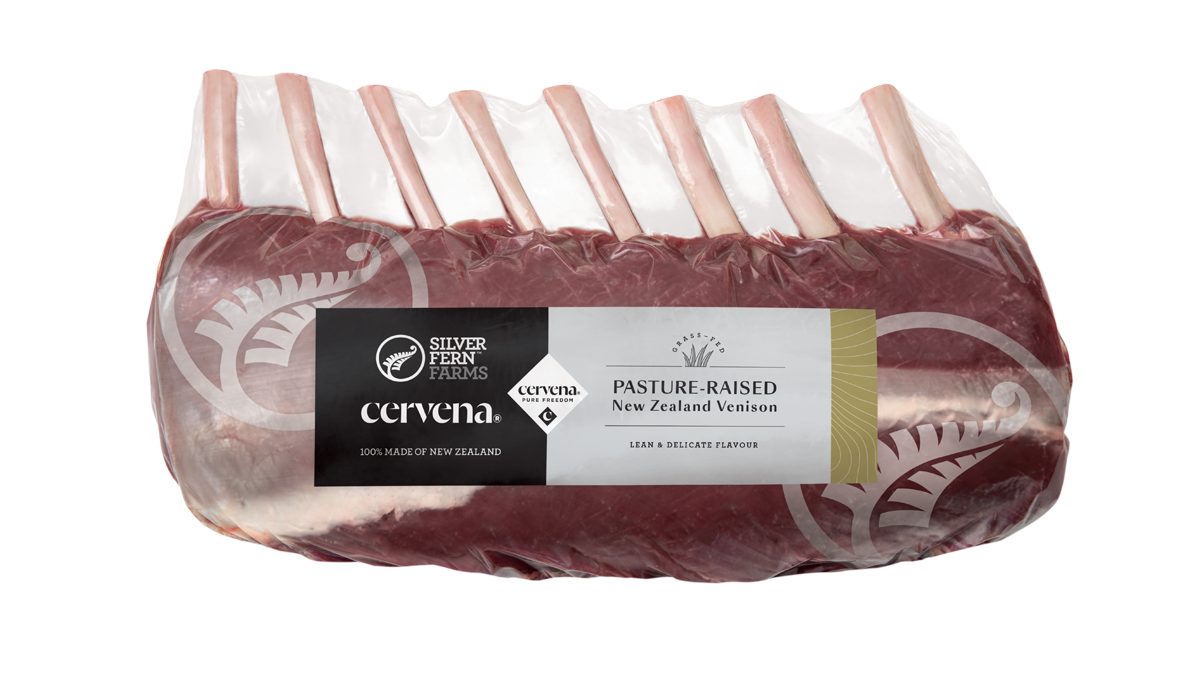 SILVER
FERN™
FARMS
cervena®
100% MADE OF NEW ZEALAND
cervena®
PURE FREEDOM
GRASS-FED
PASTURE-RAISED
New Zealand Venison
LEAN & DELICATE FLAVOUR